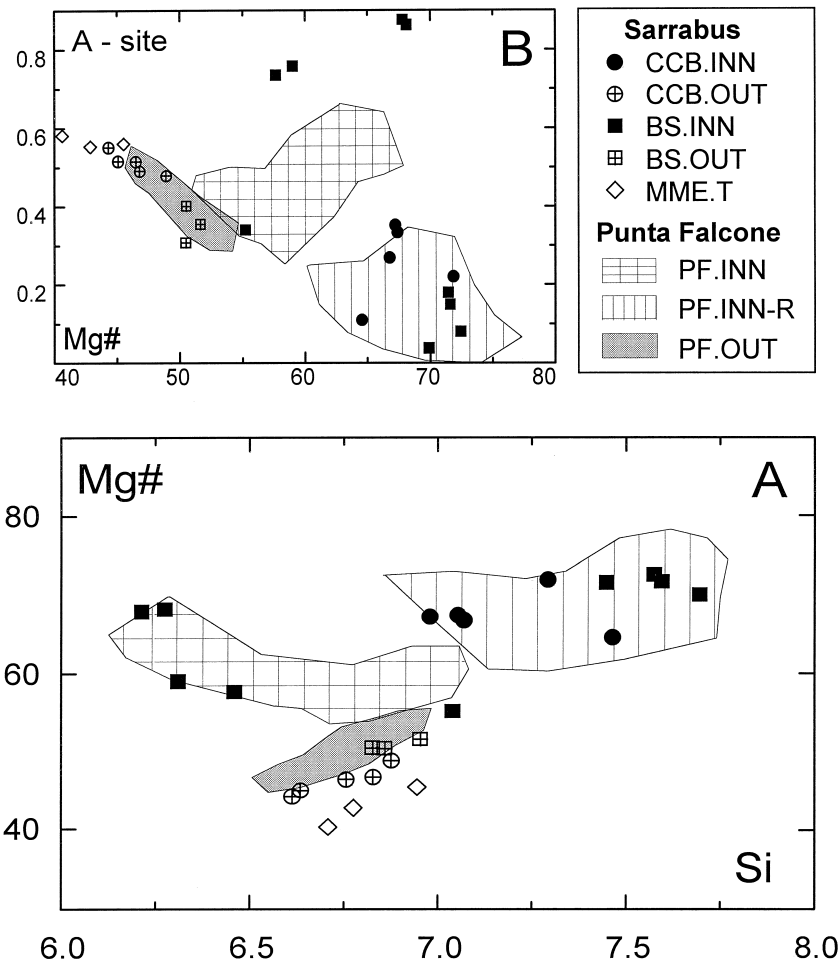 A - site
B
0.8
0.6
0.4
0.2
Mg#
40 50 60 70 80
Sarrabus
CCB.INN
CCB.OUT
BS.INN
BS.OUT
MME.T
Punta Falcone
PF.INN
PF.INN-R
PF.OUT
Mg#
A
80
60
40
Si
6.0 6.5 7.0 7.5 8.0